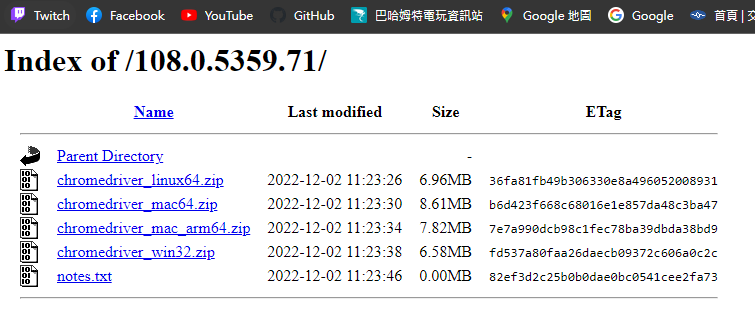 Twitch Facebook YouTube GitHub 巴哈姆特電玩資訊站 Google 地圖 Google 首頁 | 交
Index of /108.0.5359.71/
Name Last modified Size ETag
Parent Directory -
chromedriver_linux64.zip 2022-12-02 11:23:26 6.96MB 36fa81fb49b306330e8a496052008931
chromedriver_mac64.zip 2022-12-02 11:23:30 8.61MB b6d423f668c68016e1e857da48c3ba47
chromedriver_mac_arm64.zip 2022-12-02 11:23:34 7.82MB 7e7a990dcb98c1fec78ba39dbda38bd9
chromedriver_win32.zip 2022-12-02 11:23:38 6.58MB fd537a80faa26daecb09372c606a0c2c
notes.txt 2022-12-02 11:23:46 0.00MB 82ef3d2c25b0b0dae0bc0541cee2fa73